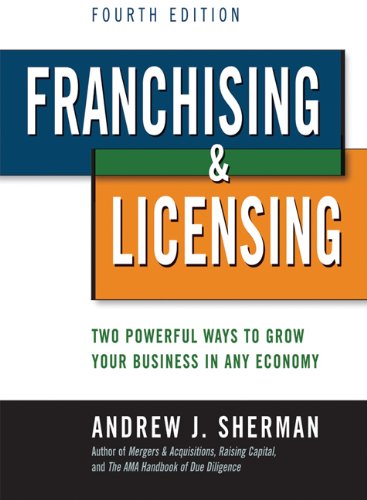 FOURTH EDITION
FRANCHISING
&
LICENSING
TWO POWERFUL WAYS TO GROW
YOUR BUSINESS IN ANY ECONOMY
ANDREW J. SHERMAN
Author of Mergers & Acquisitions, Raising Capital,
and The AMA Handbook of Due Diligence